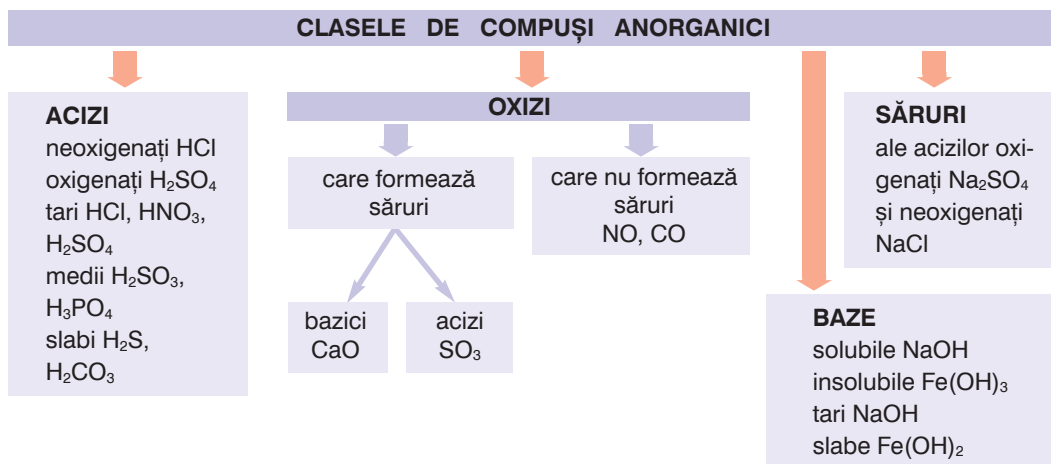 CLASELE DE COMPUȘI ANORGANICI
ACIZI
neoxigenați HCl
oxigenați H₂SO₄
tari HCl, HNO₃,
H₂SO₄
medii H₂SO₃,
H₃PO₄
slabi H₂S,
H₂CO₃
OXIZI
care formează
săruri
bazici
CaO
acizi
SO₃
care nu formează
săruri
NO, CO
SĂRURI
ale acizilor oxi-
genați Na₂SO₄
și neoxigenați
NaCl
BAZE
solubile NaOH
insolubile Fe(OH)₃
tari NaOH
slabe Fe(OH)₂